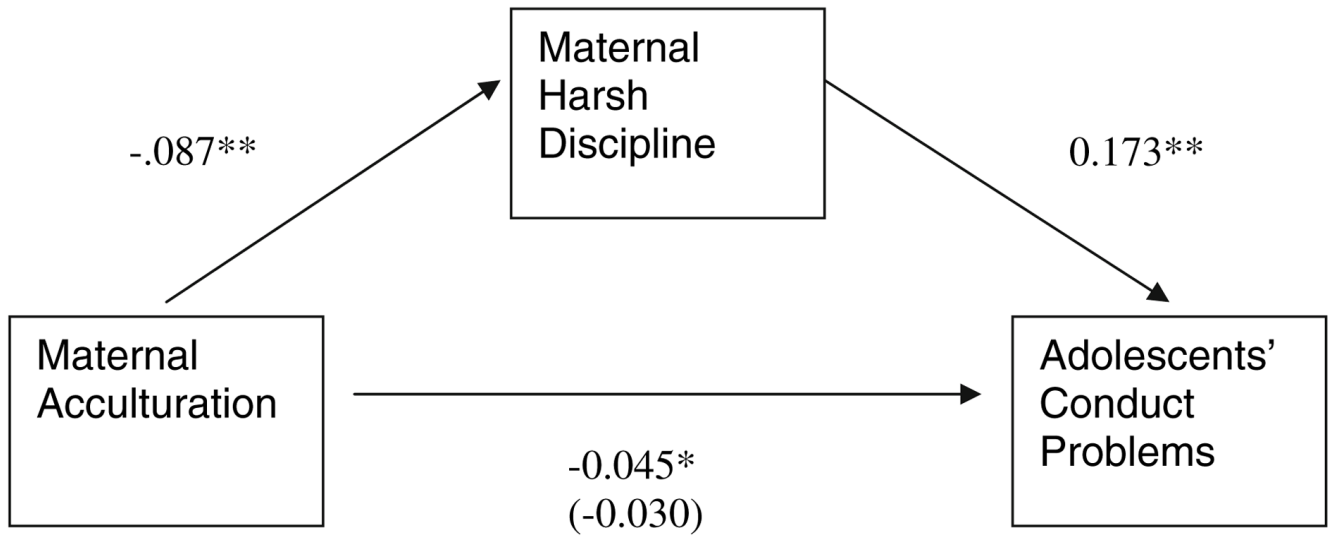 Maternal
Harsh
Discipline
-.087**
0.173**
Maternal
Acculturation
Adolescents’
Conduct
Problems
-0.045*
(-0.030)